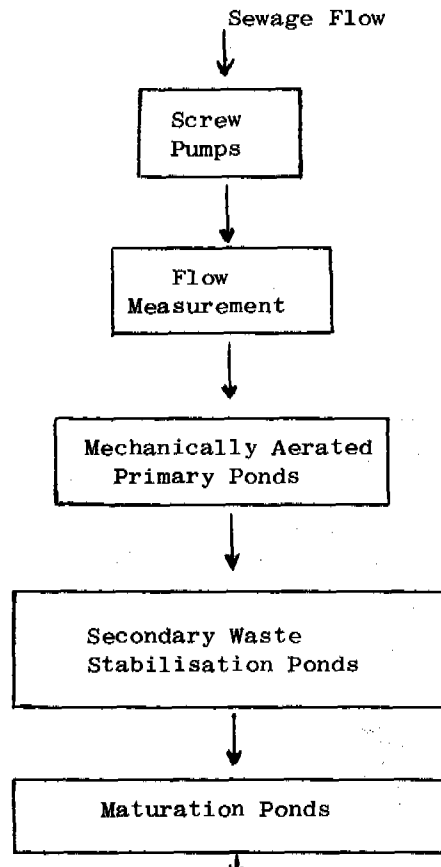 Sewage Flow
Screw
Pumps
Flow
Measurement
Mechanically Aerated
Primary Ponds
Secondary Waste
Stabilisation Ponds
Maturation Ponds